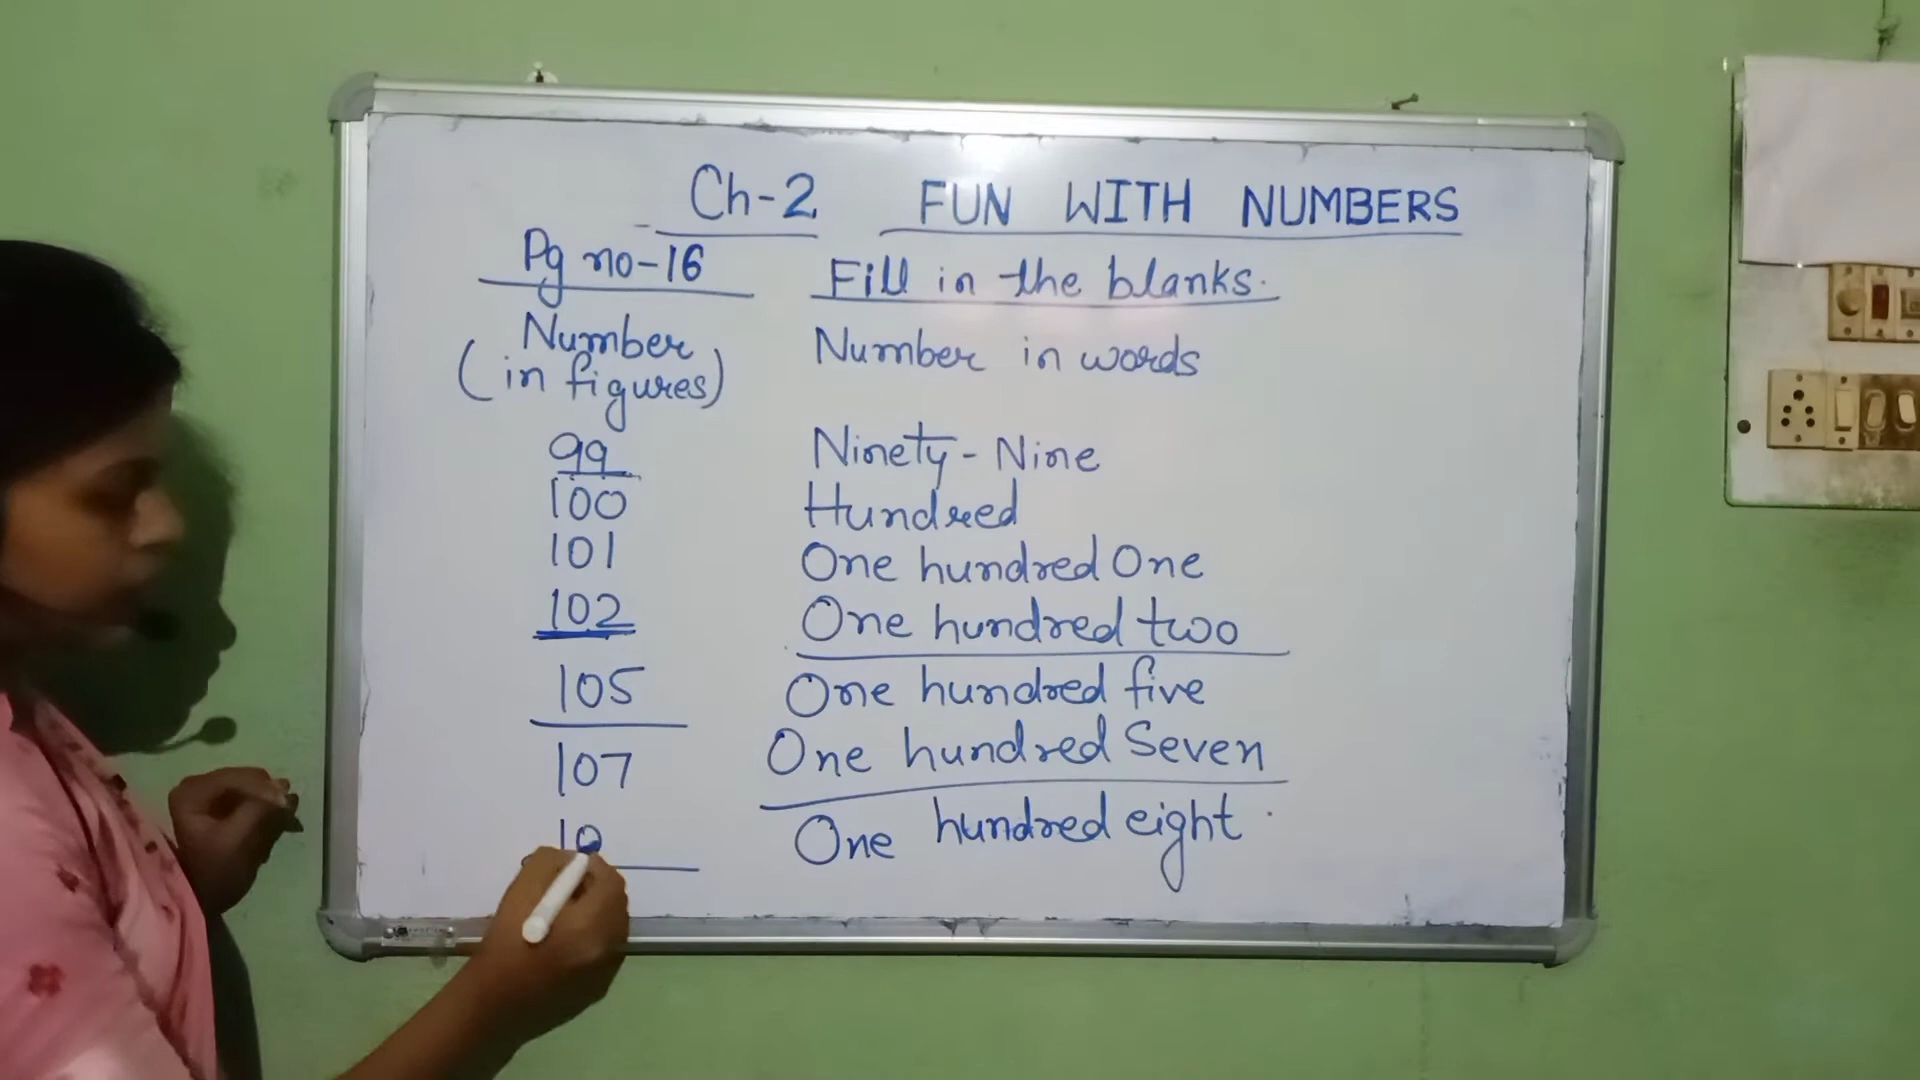 Ch-2 FUN WITH NUMBERS
Pg no-16 Fill in the blanks.
Number Number in words
(in figures)
99 Ninety-Nine
100 Hundred
101 One hundred One
102 One hundred two
105 One hundred five
107 One hundred Seven
10 One hundred eight.